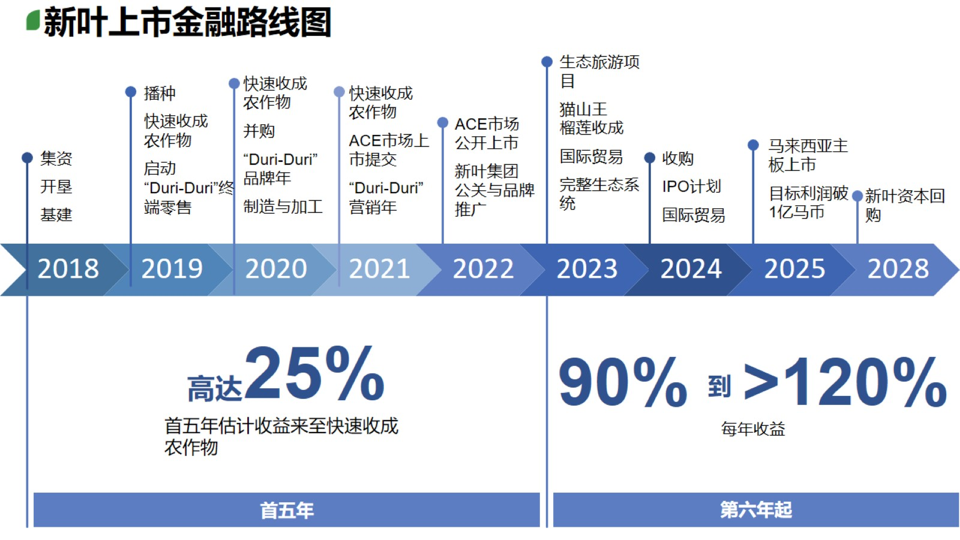 新叶上市金融路线图
集资
开垦
基建
播种
快速收成
农作物
启动
“Duri-Duri”终
端零售
快速收成
农作物
并购
“Duri-Duri”
品牌年
制造与加工
快速收成
农作物
ACE市场上
市提交
“Duri-Duri”
营销年
ACE市场
公开上市
新叶集团
公关与品牌
推广
生态旅游项
目
猫山王
榴莲收成
国际贸易
完整生态系
统
收购
IPO计划
国际贸易
马来西亚主
板上市
目标利润破
1亿马币
新叶资本回
购
2018 2019 2020 2021 2022 2023 2024 2025 2028
高达25%
首五年估计收益来至快速收成
农作物
90% 到 >120%
每年收益
首五年
第六年起